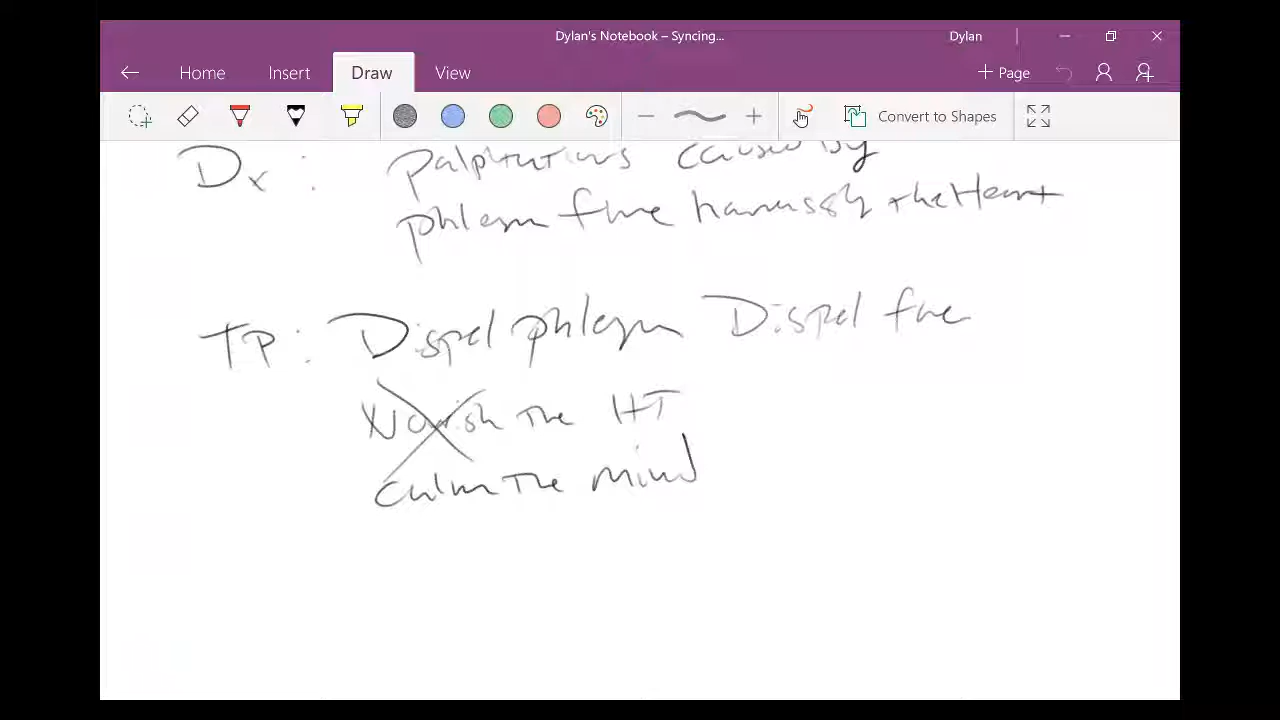 Dylan's Notebook – Syncing... Dylan
Home Insert Draw View + Page
Convert to Shapes
Dx: palpitations caused by
phlegm fire harassing the Heart
TP: Dispel phlegm Dispel fire
Nourish the HT
Calm the mind